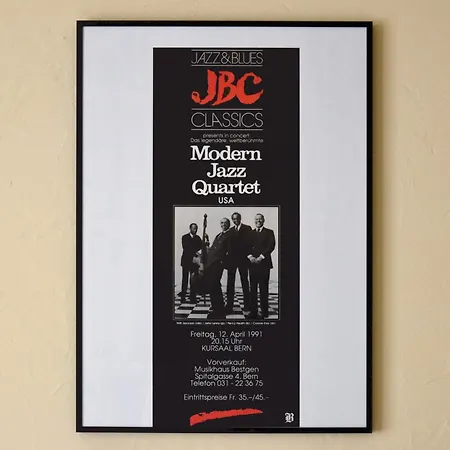 JAZZ&BLUES
JBC
CLASSICS
presents in concert
Das legendäre, weltberühmte
Modern
Jazz
Quartet
USA
Freitag, 12. April 1991
20.15 Uhr
KURSAAL BERN
Vorverkauf:
Musikhaus Bestgen
Spitalgasse 4, Bern
Telefon 031 - 22 36 75
Eintrittspreise Fr. 35.–/45.–
B